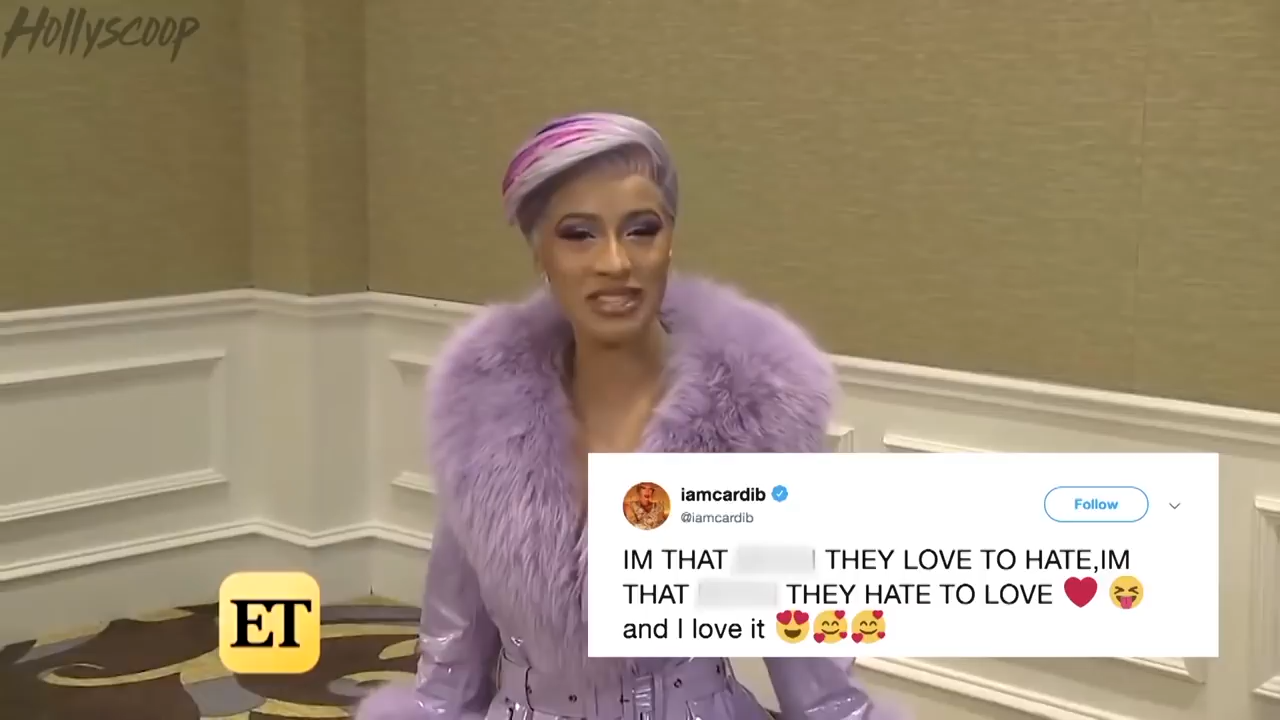 Hollyscoop
iamcardib
@iamcardib
Follow
IM THAT THEY LOVE TO HATE,IM
THAT THEY HATE TO LOVE ❤️ 😝
and I love it 😍🥰🥰
ET